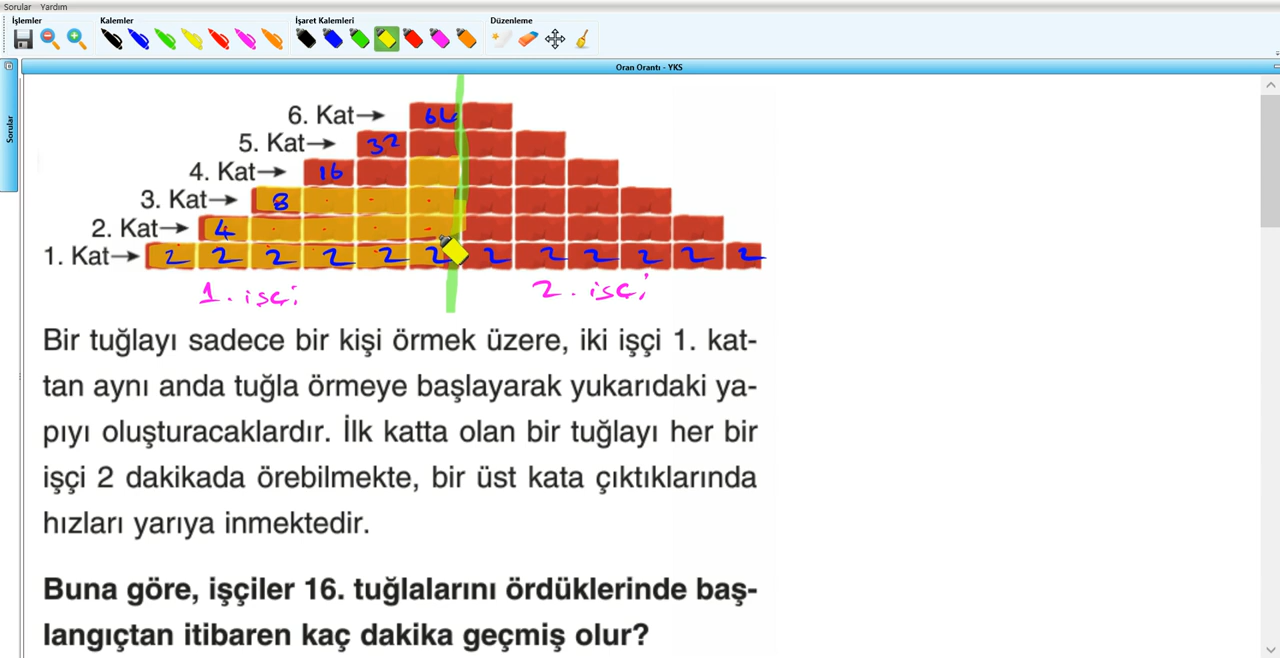 Sorular Yardım
İşlemler Kalemler İşaret Kalemleri Düzenleme
Oran Orantı - YKS
Sorular
6. Kat→ 64
5. Kat→ 32
4. Kat→ 16
3. Kat→ 8
2. Kat→ 4
1. Kat→ 2 2 2 2 2 2 2 2 2 2 2 2
1. işçi 2. işçi
Bir tuğlayı sadece bir kişi örmek üzere, iki işçi 1. kat-
tan aynı anda tuğla örmeye başlayarak yukarıdaki ya-
pıyı oluşturacaklardır. İlk katta olan bir tuğlayı her bir
işçi 2 dakikada örebilmekte, bir üst kata çıktıklarında
hızları yarıya inmektedir.
Buna göre, işçiler 16. tuğlalarını ördüklerinde baş-
langıçtan itibaren kaç dakika geçmiş olur?